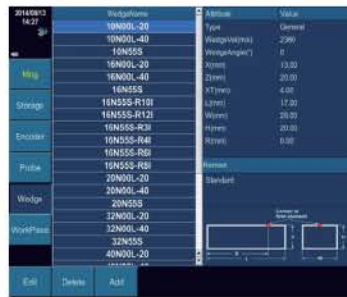 2014/08/13
14:27
Mng
Storage
Encoder
Probe
Wedge
WorkPiece
WedgeName
10N00L-20
10N00L-40
10N55S
16N00L-20
16N00L-40
16N55S
16N55S-R10I
16N55S-R12I
16N55S-R3I
16N55S-R4I
16N55S-R6I
16N55S-R8I
20N00L-20
20N00L-40
20N55S
32N00L-20
32N00L-40
32N55S
40N00L-20
Attribute Value
Type General
WedgeVel(m/s) 2360
WedgeAngle(°) 0
X(mm) 13.00
Z(mm) 20.00
XT(mm) 4.00
L(mm) 17.00
W(mm) 20.00
H(mm) 20.00
R(mm) 0.00
Remark
Standard
Edit Delete Add